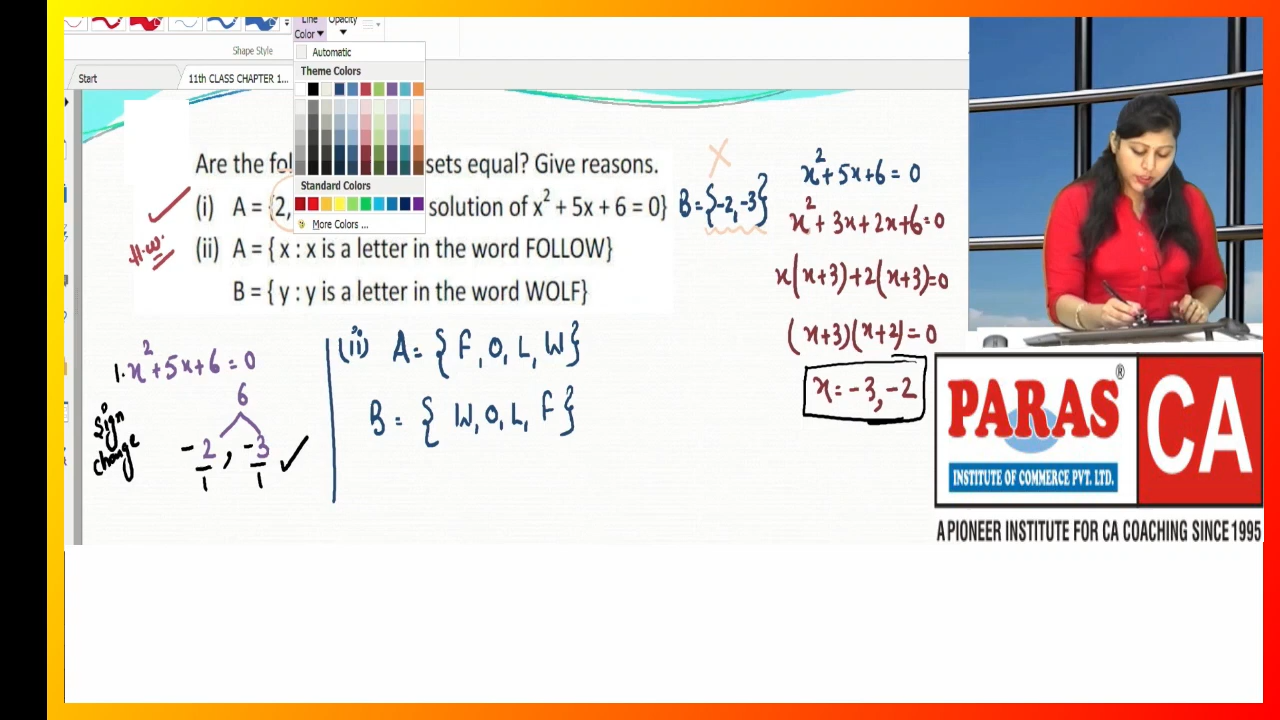 Line
Color
Opacity
Shape Style
Automatic
Start
11th CLASS CHAPTER 1...
Theme Colors
Standard Colors
More Colors ...
Are the fol sets equal? Give reasons.
(i) A = {2, solution of x² + 5x + 6 = 0} B = {-2, -3}
H.W.
(ii) A = { x : x is a letter in the word FOLLOW}
B = { y : y is a letter in the word WOLF}
x² + 5x + 6 = 0
x² + 3x + 2x + 6 = 0
x(x+3) + 2(x+3) = 0
(x+3)(x+2) = 0
x = -3, -2
1. x² + 5x + 6 = 0
6
Sign change
-2/1 , -3/1
(ii) A = { F, O, L, W}
B = { W, O, L, F}
PARAS®
INSTITUTE OF COMMERCE PVT. LTD.
CA
A PIONEER INSTITUTE FOR CA COACHING SINCE 1995